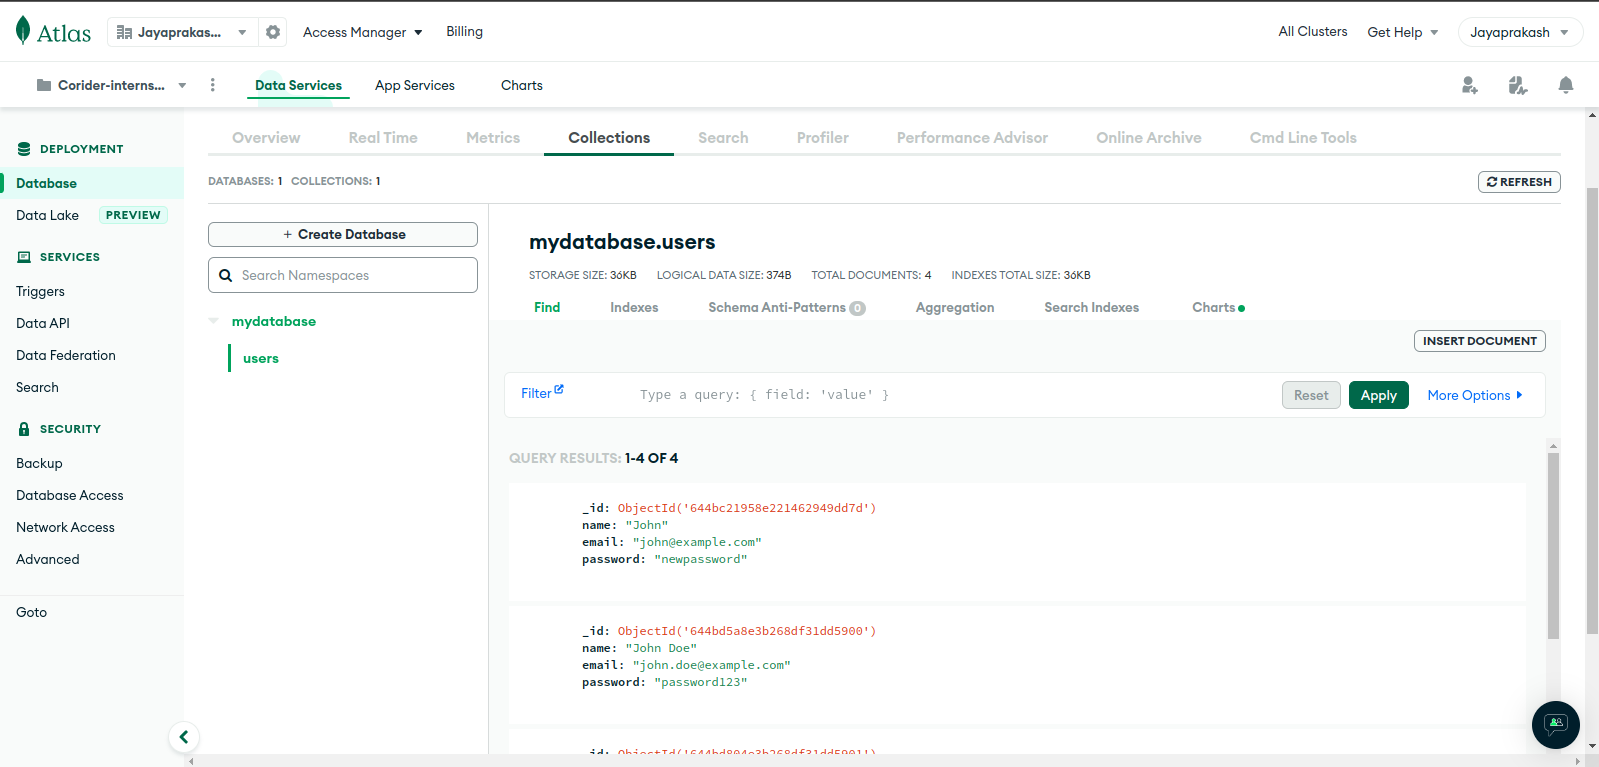 Atlas
Jayaprakas...
Access Manager
Billing
All Clusters
Get Help
Jayaprakash
Corider-interns...
Data Services
App Services
Charts
DEPLOYMENT
Database
Data Lake PREVIEW
SERVICES
Triggers
Data API
Data Federation
Search
SECURITY
Backup
Database Access
Network Access
Advanced
Goto
Overview
Real Time
Metrics
Collections
Search
Profiler
Performance Advisor
Online Archive
Cmd Line Tools
DATABASES: 1 COLLECTIONS: 1
REFRESH
+ Create Database
Search Namespaces
mydatabase
users
mydatabase.users
STORAGE SIZE: 36KB LOGICAL DATA SIZE: 374B TOTAL DOCUMENTS: 4 INDEXES TOTAL SIZE: 36KB
Find
Indexes
Schema Anti-Patterns 0
Aggregation
Search Indexes
Charts
INSERT DOCUMENT
Filter
Type a query: { field: 'value' }
Reset
Apply
More Options
QUERY RESULTS: 1-4 OF 4
_id: ObjectId('644bc21958e221462949dd7d')
name: "John"
email: "john@example.com"
password: "newpassword"
_id: ObjectId('644bd5a8e3b268df31dd5900')
name: "John Doe"
email: "john.doe@example.com"
password: "password123"
_id: ObjectId('644bd804e3b268df31dd5901')